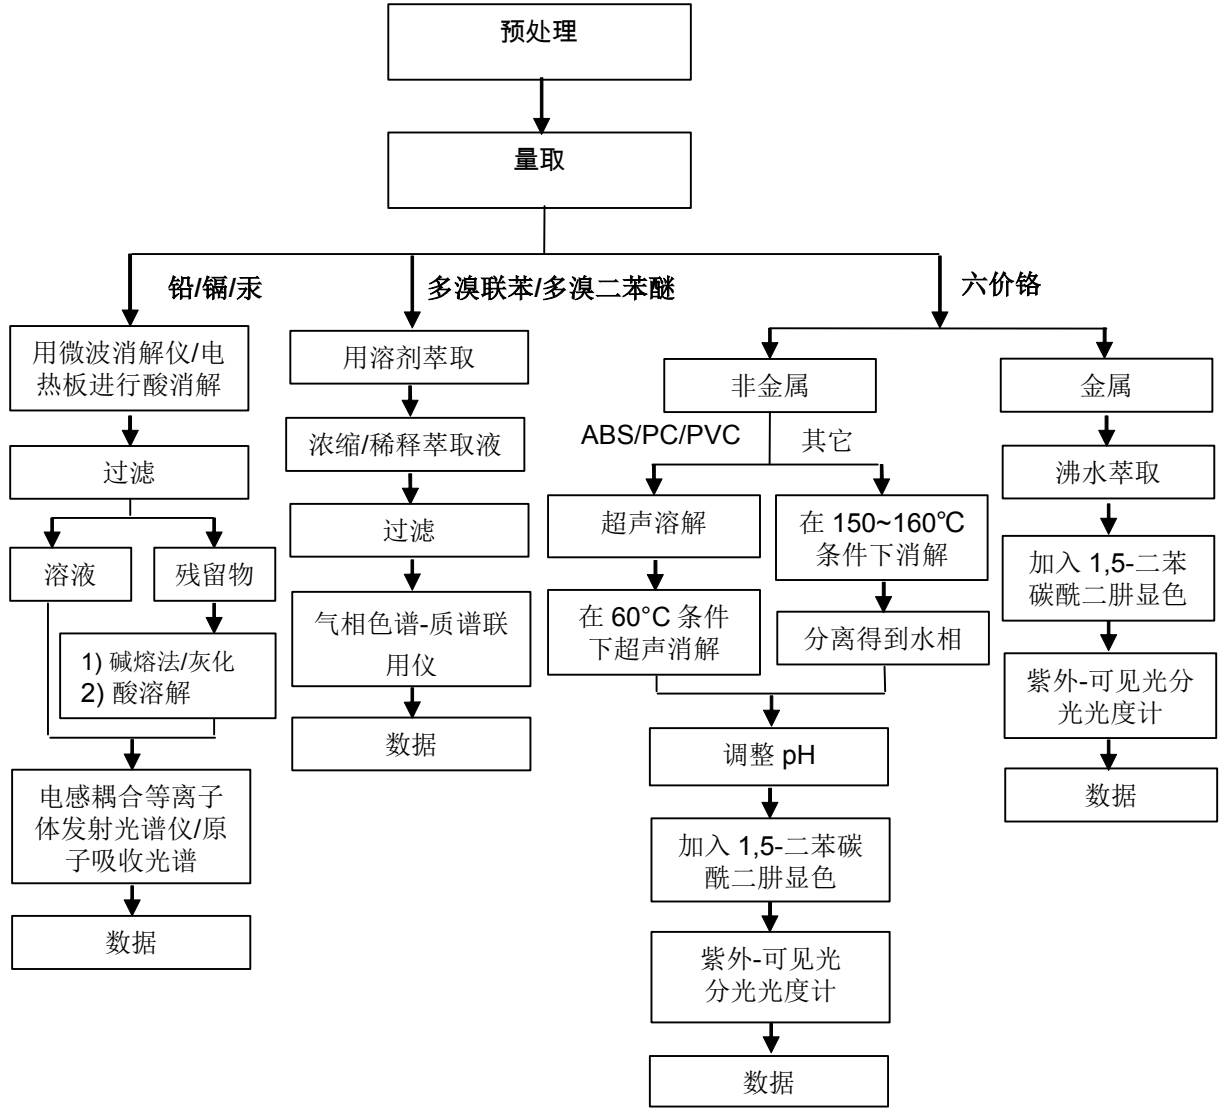 预处理
量取
铅/镉/汞
多溴联苯/多溴二苯醚
六价铬
用微波消解仪/电
热板进行酸消解
过滤
溶液
残留物
1) 碱熔法/灰化
2) 酸溶解
电感耦合等离子
体发射光谱仪/原
子吸收光谱
数据
用溶剂萃取
浓缩/稀释萃取液
过滤
气相色谱-质谱联
用仪
数据
非金属
ABS/PC/PVC
其它
超声溶解
在 60°C 条件
下超声消解
在 150~160℃
条件下消解
分离得到水相
调整 pH
加入 1,5-二苯碳
酰二肼显色
紫外-可见光
分光光度计
数据
金属
沸水萃取
加入 1,5-二苯
碳酰二肼显色
紫外-可见光分
光光度计
数据